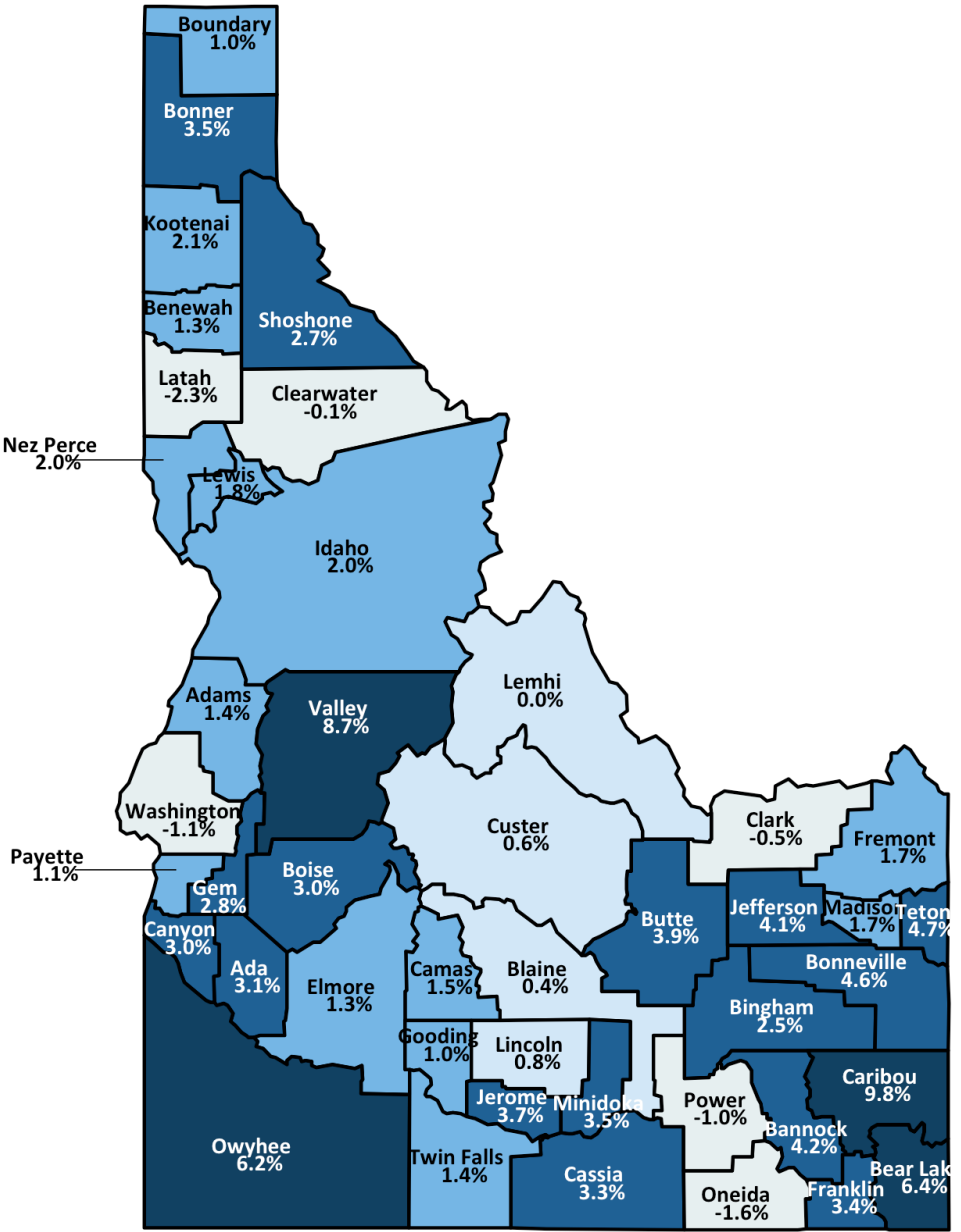 Boundary
1.0%
Bonner
3.5%
Kootenai
2.1%
Benewah
1.3%
Shoshone
2.7%
Latah
-2.3%
Clearwater
-0.1%
Nez Perce
2.0%
Lewis
1.8%
Idaho
2.0%
Lemhi
0.0%
Adams
1.4%
Valley
8.7%
Washington
-1.1%
Custer
0.6%
Clark
-0.5%
Fremont
1.7%
Payette
1.1%
Gem
2.8%
Boise
3.0%
Butte
3.9%
Jefferson
4.1%
Madison
1.7%
Teton
4.7%
Canyon
3.0%
Ada
3.1%
Elmore
1.3%
Camas
1.5%
Blaine
0.4%
Bonneville
4.6%
Bingham
2.5%
Gooding
1.0%
Lincoln
0.8%
Jerome
3.7%
Minidoka
3.5%
Power
-1.0%
Caribou
9.8%
Bannock
4.2%
Owyhee
6.2%
Twin Falls
1.4%
Cassia
3.3%
Oneida
-1.6%
Franklin
3.4%
Bear Lak
6.4%